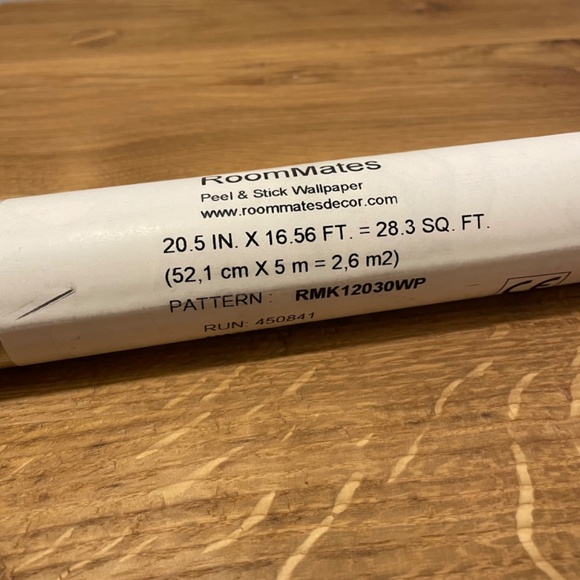 RoomMates
Peel & Stick Wallpaper
www.roommatesdecor.com
20.5 IN. X 16.56 FT. = 28.3 SQ. FT.
(52,1 cm X 5 m = 2,6 m2)
PATTERN : RMK12030WP
RUN: 450841
CE